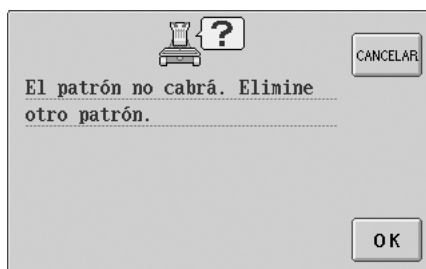 ?
CANCELAR
El patrón no cabrá. Elimine
otro patrón.
OK